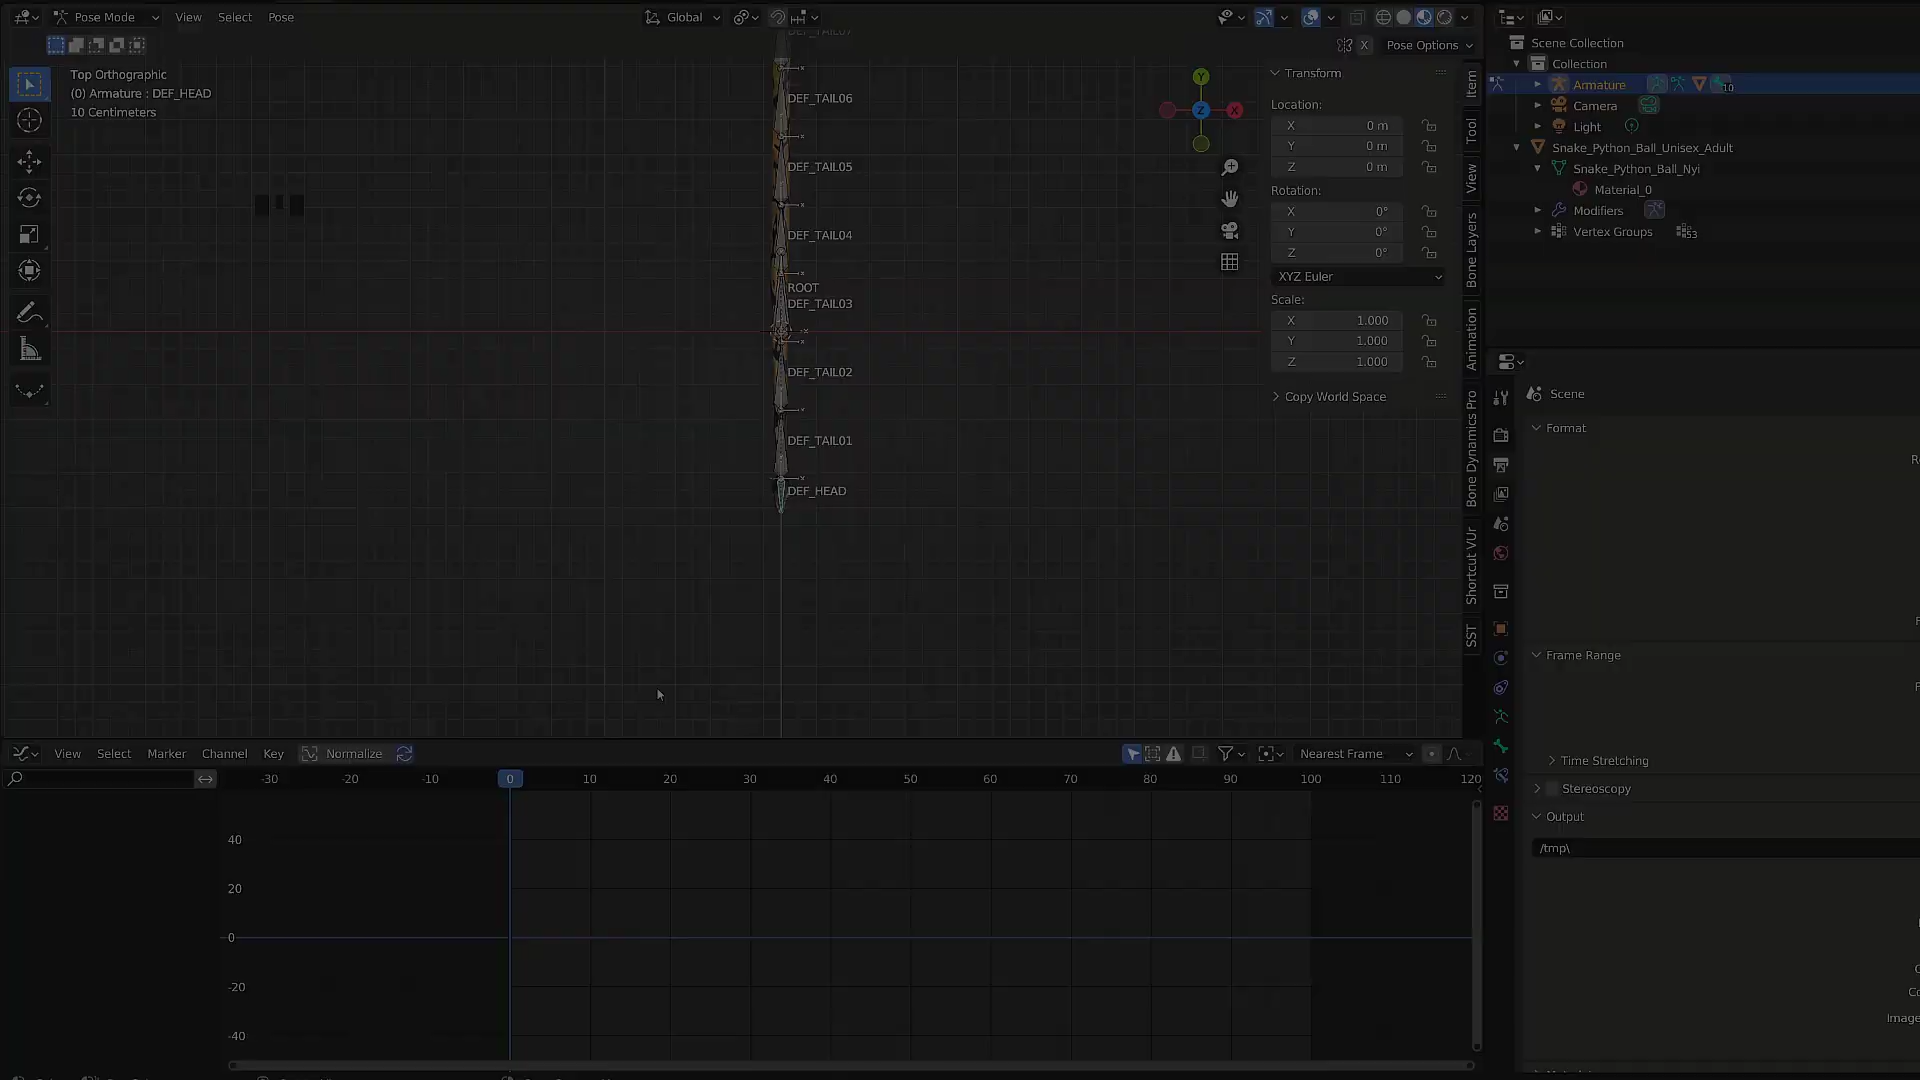 Pose Mode View Select Pose Global
Pose Options
X
Top Orthographic
(0) Armature : DEF_HEAD
10 Centimeters
DEF_TAIL07
DEF_TAIL06
DEF_TAIL05
DEF_TAIL04
ROOT
DEF_TAIL03
DEF_TAIL02
DEF_TAIL01
DEF_HEAD
Y
Z
X
Transform
Location:
X 0 m
Y 0 m
Z 0 m
Rotation:
X 0°
Y 0°
Z 0°
XYZ Euler
Scale:
X 1.000
Y 1.000
Z 1.000
Copy World Space
Item
Tool
View
Bone Layers
Animation
Bone Dynamics Pro
Shortcut VUr
SST
Scene Collection
Collection
Armature 10
Camera
Light
Snake_Python_Ball_Unisex_Adult
Snake_Python_Ball_Nyi
Material_0
Modifiers
Vertex Groups 53
Scene
Format
Frame Range
Time Stretching
Stereoscopy
Output
/tmp\
Image
View Select Marker Channel Key Normalize Nearest Frame
-30 -20 -10 0 10 20 30 40 50 60 70 80 90 100 110 120
40
20
0
-20
-40